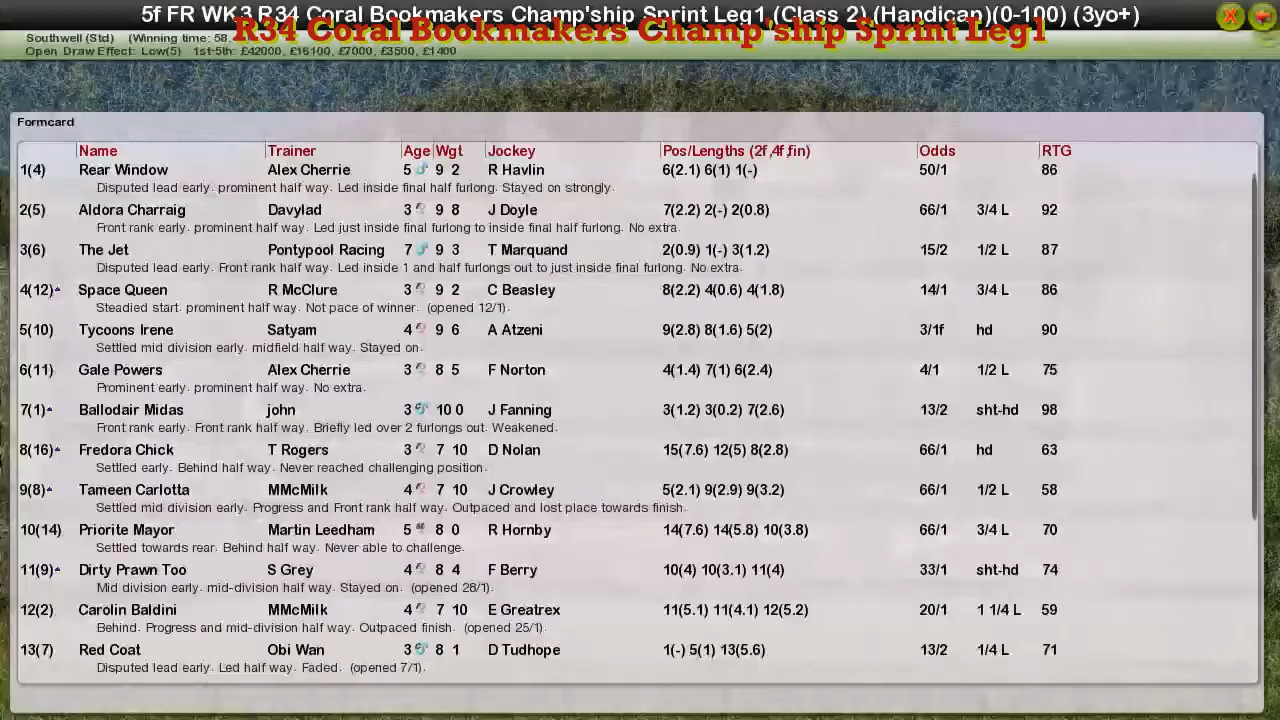 5f FR WK3 R34 Coral Bookmakers Champ'ship Sprint Leg1 (Class 2) (Handicap)(0-100) (3yo+)
R34 Coral Bookmakers Champ'ship Sprint Leg1
Southwell (Std) (Winning time: 58.
Open Draw Effect: Low(5) 1st-5th: £42000, £16100, £7000, £3500, £1400
Formcard
Name Trainer Age Wgt Jockey Pos/Lengths (2f,4f,fin) Odds RTG
1(4) Rear Window Alex Cherrie 5 9 2 R Havlin 6(2.1) 6(1) 1(-) 50/1 86
Disputed lead early. prominent half way. Led inside final half furlong. Stayed on strongly.
2(5) Aldora Charraig Davylad 3 9 8 J Doyle 7(2.2) 2(-) 2(0.8) 66/1 3/4 L 92
Front rank early. prominent half way. Led just inside final furlong to inside final half furlong. No extra.
3(6) The Jet Pontypool Racing 7 9 3 T Marquand 2(0.9) 1(-) 3(1.2) 15/2 1/2 L 87
Disputed lead early. Front rank half way. Led inside 1 and half furlongs out to just inside final furlong. No extra.
4(12) Space Queen R McClure 3 9 2 C Beasley 8(2.2) 4(0.6) 4(1.8) 14/1 3/4 L 86
Steadied start. prominent half way. Not pace of winner. (opened 12/1).
5(10) Tycoons Irene Satyam 4 9 6 A Atzeni 9(2.8) 8(1.6) 5(2) 3/1f hd 90
Settled mid division early. midfield half way. Stayed on.
6(11) Gale Powers Alex Cherrie 3 8 5 F Norton 4(1.4) 7(1) 6(2.4) 4/1 1/2 L 75
Prominent early. prominent half way. No extra.
7(1) Ballodair Midas john 3 10 0 J Fanning 3(1.2) 3(0.2) 7(2.6) 13/2 sht-hd 98
Front rank early. Front rank half way. Briefly led over 2 furlongs out. Weakened.
8(16) Fredora Chick T Rogers 3 7 10 D Nolan 15(7.6) 12(5) 8(2.8) 66/1 hd 63
Settled early. Behind half way. Never reached challenging position.
9(8) Tameen Carlotta MMcMilk 4 7 10 J Crowley 5(2.1) 9(2.9) 9(3.2) 66/1 1/2 L 58
Settled mid division early. Progress and Front rank half way. Outpaced and lost place towards finish.
10(14) Priorite Mayor Martin Leedham 5 8 0 R Hornby 14(7.6) 14(5.8) 10(3.8) 66/1 3/4 L 70
Settled towards rear. Behind half way. Never able to challenge.
11(9) Dirty Prawn Too S Grey 4 8 4 F Berry 10(4) 10(3.1) 11(4) 33/1 sht-hd 74
Mid division early. mid-division half way. Stayed on. (opened 28/1).
12(2) Carolin Baldini MMcMilk 4 7 10 E Greatrex 11(5.1) 11(4.1) 12(5.2) 20/1 1 1/4 L 59
Behind. Progress and mid-division half way. Outpaced finish. (opened 25/1).
13(7) Red Coat Obi Wan 3 8 1 D Tudhope 1(-) 5(1) 13(5.6) 13/2 1/4 L 71
Disputed lead early. Led half way. Faded. (opened 7/1).